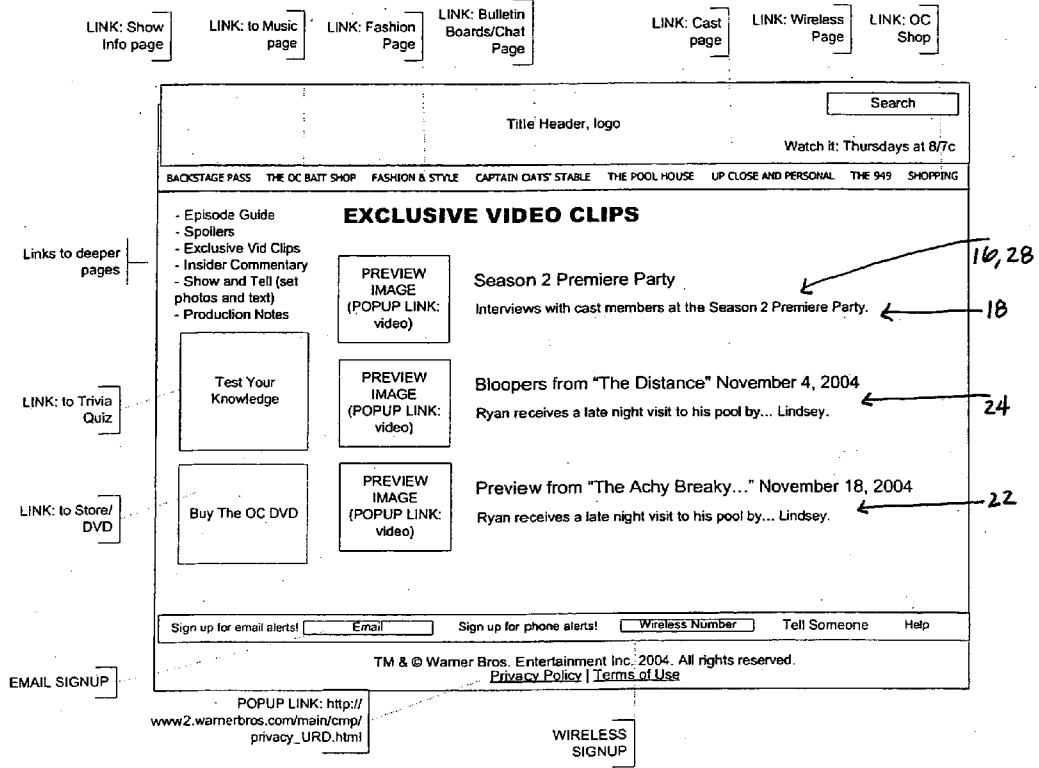 LINK: Show
Info page
LINK: to Music
page
LINK: Fashion
Page
LINK: Bulletin
Boards/Chat
Page
LINK: Cast
page
LINK: Wireless
Page
LINK: OC
Shop
Search
Title Header, logo
Watch it: Thursdays at 8/7c
BACKSTAGE PASS THE OC BAIT SHOP FASHION & STYLE CAPTAIN OATS' STABLE THE POOL HOUSE UP CLOSE AND PERSONAL THE 949 SHOPPING
Links to deeper
pages
- Episode Guide
- Spoilers
- Exclusive Vid Clips
- Insider Commentary
- Show and Tell (set
photos and text)
- Production Notes
EXCLUSIVE VIDEO CLIPS
PREVIEW
IMAGE
(POPUP LINK:
video)
Season 2 Premiere Party
Interviews with cast members at the Season 2 Premiere Party.
16, 28
18
LINK: to Trivia
Quiz
Test Your
Knowledge
PREVIEW
IMAGE
(POPUP LINK:
video)
Bloopers from "The Distance" November 4, 2004
Ryan receives a late night visit to his pool by... Lindsey.
24
LINK: to Store/
DVD
Buy The OC DVD
PREVIEW
IMAGE
(POPUP LINK:
video)
Preview from "The Achy Breaky..." November 18, 2004
Ryan receives a late night visit to his pool by... Lindsey.
22
Sign up for email alerts! Email Sign up for phone alerts! Wireless Number Tell Someone Help
TM & © Warner Bros. Entertainment Inc. 2004. All rights reserved.
Privacy Policy | Terms of Use
EMAIL SIGNUP
POPUP LINK: http://
www2.warnerbros.com/main/cmp/
privacy_URD.html
WIRELESS
SIGNUP